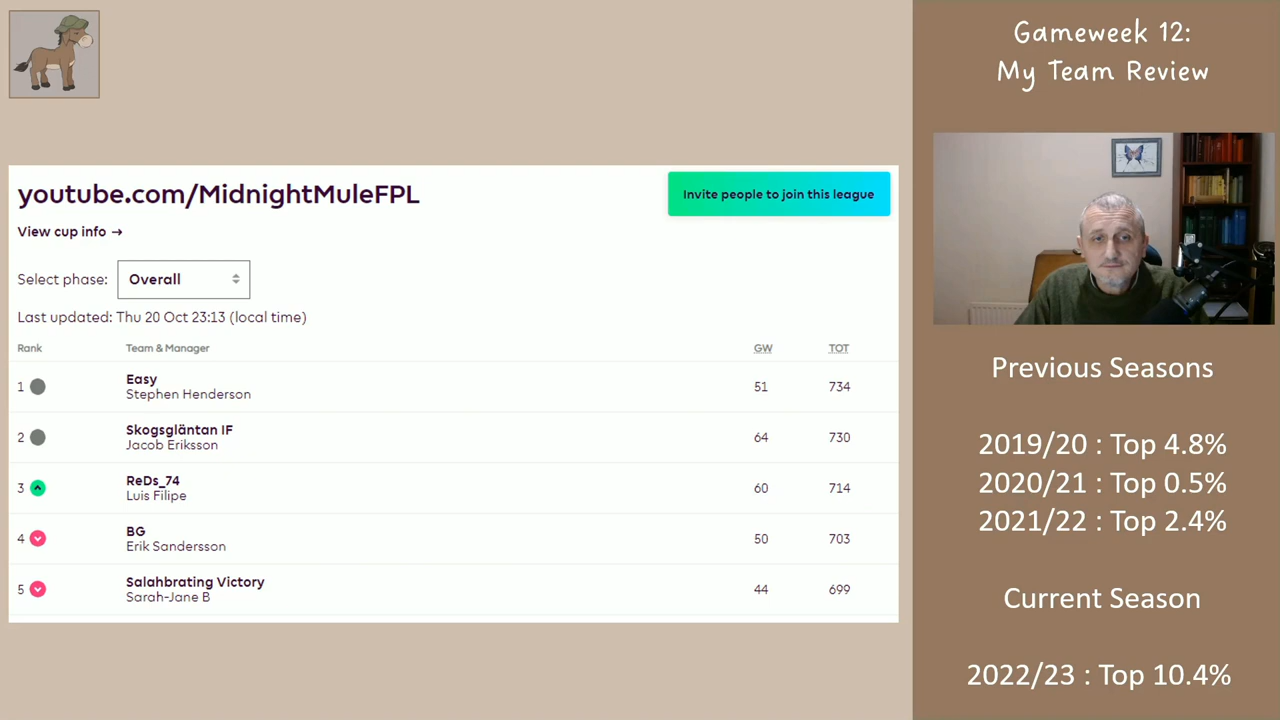 Gameweek 12:
My Team Review
youtube.com/MidnightMuleFPL
Invite people to join this league
View cup info →
Select phase: Overall
Last updated: Thu 20 Oct 23:13 (local time)
Rank Team & Manager GW TOT
1 Easy 51 734
Stephen Henderson
2 Skogsgläntan IF 64 730
Jacob Eriksson
3 ReDs_74 60 714
Luis Filipe
4 BG 50 703
Erik Sandersson
5 Salahbrating Victory 44 699
Sarah-Jane B
Previous Seasons
2019/20 : Top 4.8%
2020/21 : Top 0.5%
2021/22 : Top 2.4%
Current Season
2022/23 : Top 10.4%